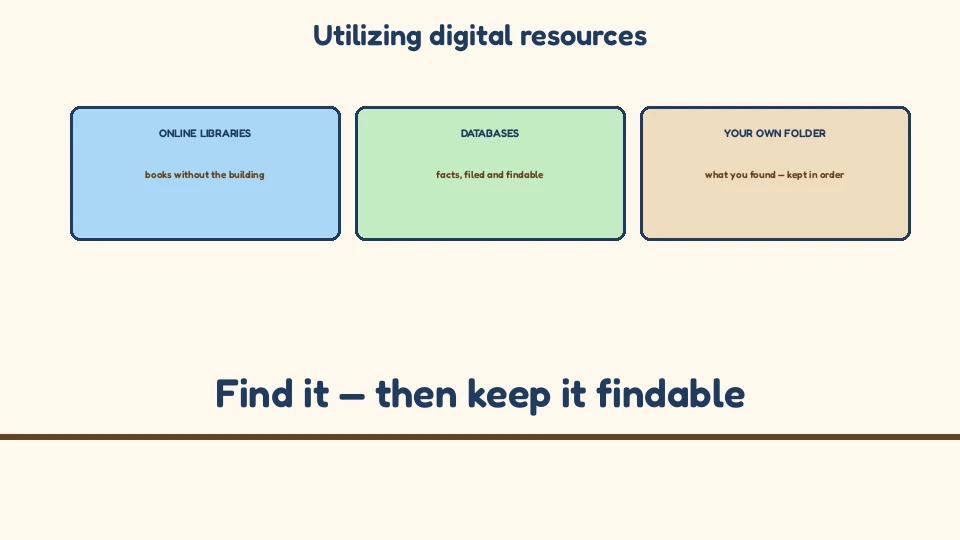 Utilizing digital resources
ONLINE LIBRARIES
books without the building
DATABASES
facts, filed and findable
YOUR OWN FOLDER
what you found — kept in order
Find it — then keep it findable